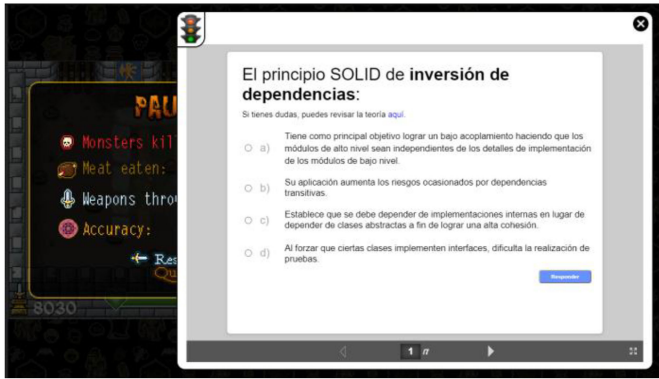 El principio SOLID de inversión de
dependencias:
Si tienes dudas, puedes revisar la teoría aquí.
a) Tiene como principal objetivo lograr un bajo acoplamiento haciendo que los
módulos de alto nivel sean independientes de los detalles de implementación
de los módulos de bajo nivel.
b) Su aplicación aumenta los riesgos ocasionados por dependencias
transitivas.
c) Establece que se debe depender de implementaciones internas en lugar de
depender de clases abstractas a fin de lograr una alta cohesión.
d) Al forzar que ciertas clases implementen interfaces, dificulta la realización de
pruebas.
Responder
1
PAU
Monsters kil
Meat eaten:
Weapons thro
Accuracy:
Res
Qu
8030